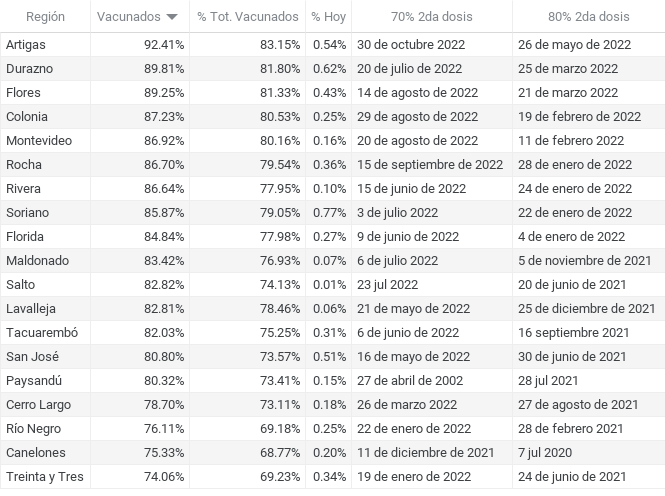 Región Vacunados % Tot. Vacunados % Hoy 70% 2da dosis 80% 2da dosis
Artigas 92.41% 83.15% 0.54% 30 de octubre 2022 26 de mayo de 2022
Durazno 89.81% 81.80% 0.62% 20 de julio de 2022 25 de marzo 2022
Flores 89.25% 81.33% 0.43% 14 de agosto de 2022 21 de marzo 2022
Colonia 87.23% 80.53% 0.25% 29 de agosto de 2022 19 de febrero de 2022
Montevideo 86.92% 80.16% 0.16% 20 de agosto de 2022 11 de febrero 2022
Rocha 86.70% 79.54% 0.36% 15 de septiembre de 2022 28 de enero de 2022
Rivera 86.64% 77.95% 0.10% 15 de junio de 2022 24 de enero de 2022
Soriano 85.87% 79.05% 0.77% 3 de julio 2022 22 de enero de 2022
Florida 84.84% 77.98% 0.27% 9 de junio de 2022 4 de enero de 2022
Maldonado 83.42% 76.93% 0.07% 6 de julio 2022 5 de noviembre de 2021
Salto 82.82% 74.13% 0.01% 23 jul 2022 20 de junio de 2021
Lavalleja 82.81% 78.46% 0.06% 21 de mayo de 2022 25 de diciembre de 2021
Tacuarembó 82.03% 75.25% 0.31% 6 de junio de 2022 16 septiembre 2021
San José 80.80% 73.57% 0.51% 16 de mayo de 2022 30 de junio de 2021
Paysandú 80.32% 73.41% 0.15% 27 de abril de 2002 28 jul 2021
Cerro Largo 78.70% 73.11% 0.18% 26 de marzo de 2022 27 de agosto de 2021
Río Negro 76.11% 69.18% 0.25% 22 de enero de 2022 28 de febrero 2021
Canelones 75.33% 68.77% 0.20% 11 de diciembre de 2021 7 jul 2020
Treinta y Tres 74.06% 69.23% 0.34% 19 de enero de 2022 24 de junio de 2021